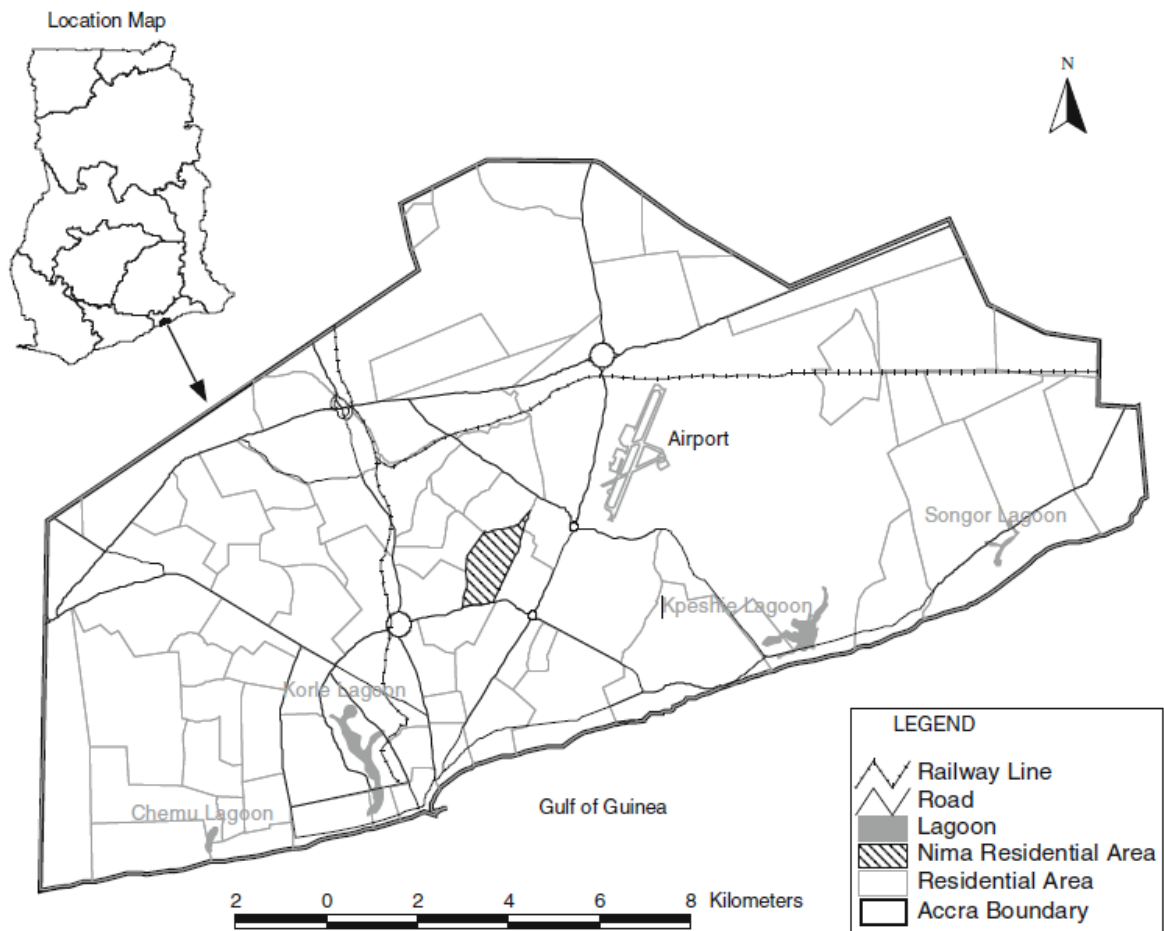 Location Map
N
Airport
Songor Lagoon
Kpeshie Lagoon
Korle Lagoon
Chemu Lagoon
Gulf of Guinea
LEGEND
Railway Line
Road
Lagoon
Nima Residential Area
Residential Area
Accra Boundary
2 0 2 4 6 8 Kilometers